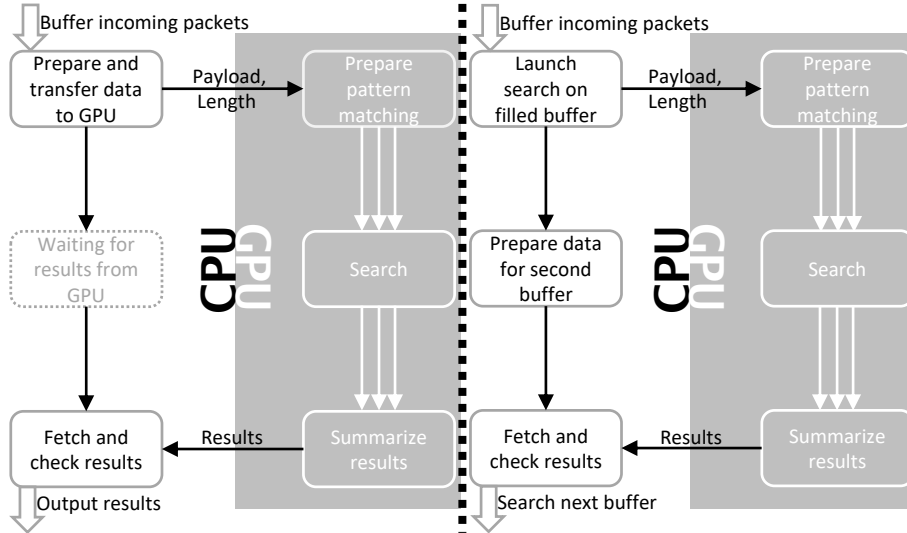 Buffer incoming packets
Prepare and
transfer data
to GPU
Payload,
Length
Prepare
pattern
matching
Waiting for
results from
GPU
CPU
GPU
Search
Fetch and
check results
Results
Summarize
results
Output results
Buffer incoming packets
Launch
search on
filled buffer
Payload,
Length
Prepare
pattern
matching
Prepare data
for second
buffer
CPU
GPU
Search
Fetch and
check results
Results
Summarize
results
Search next buffer